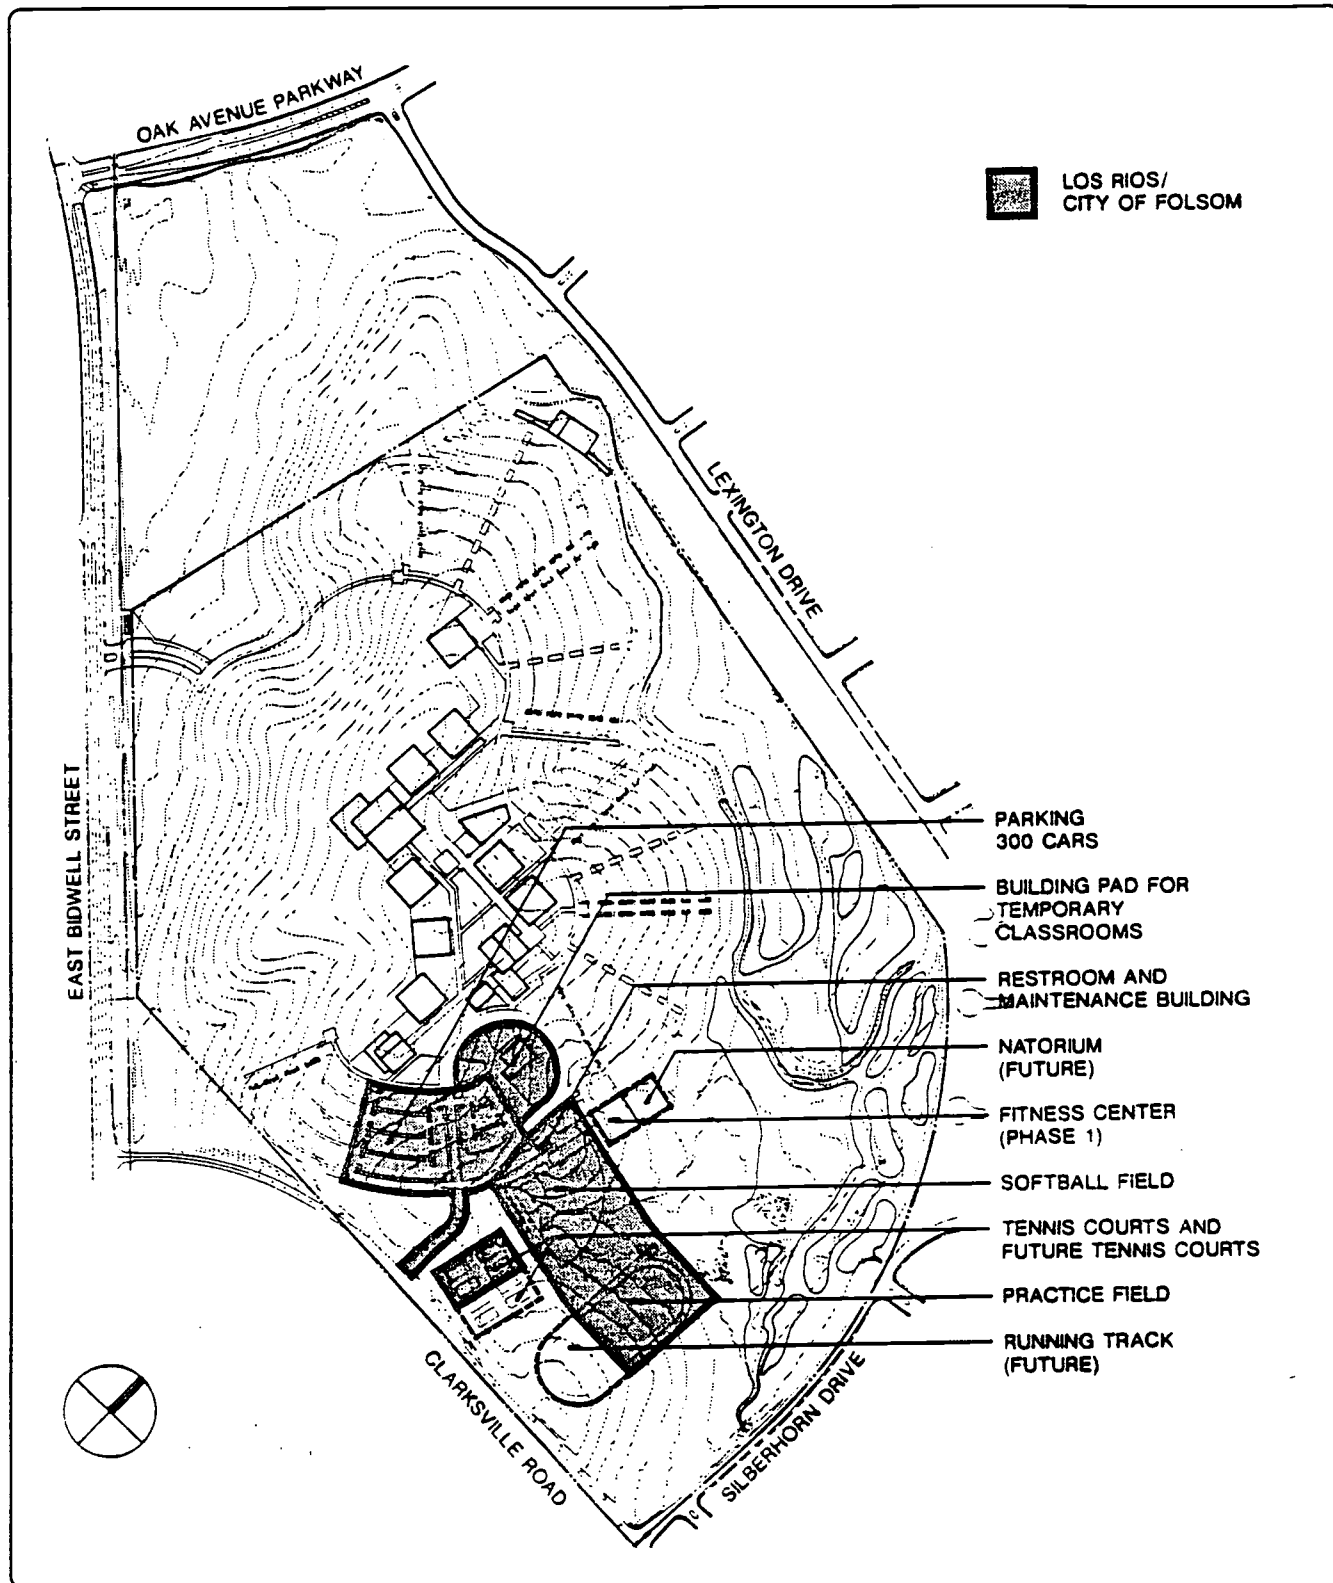 OAK AVENUE PARKWAY
LOS RIOS/
CITY OF FOLSOM
LEXINGTON DRIVE
EAST BIDWELL STREET
PARKING
300 CARS
BUILDING PAD FOR
TEMPORARY
CLASSROOMS
RESTROOM AND
MAINTENANCE BUILDING
NATORIUM
(FUTURE)
FITNESS CENTER
(PHASE 1)
SOFTBALL FIELD
TENNIS COURTS AND
FUTURE TENNIS COURTS
PRACTICE FIELD
RUNNING TRACK
(FUTURE)
CLARKSVILLE ROAD
SILBERHORN DRIVE